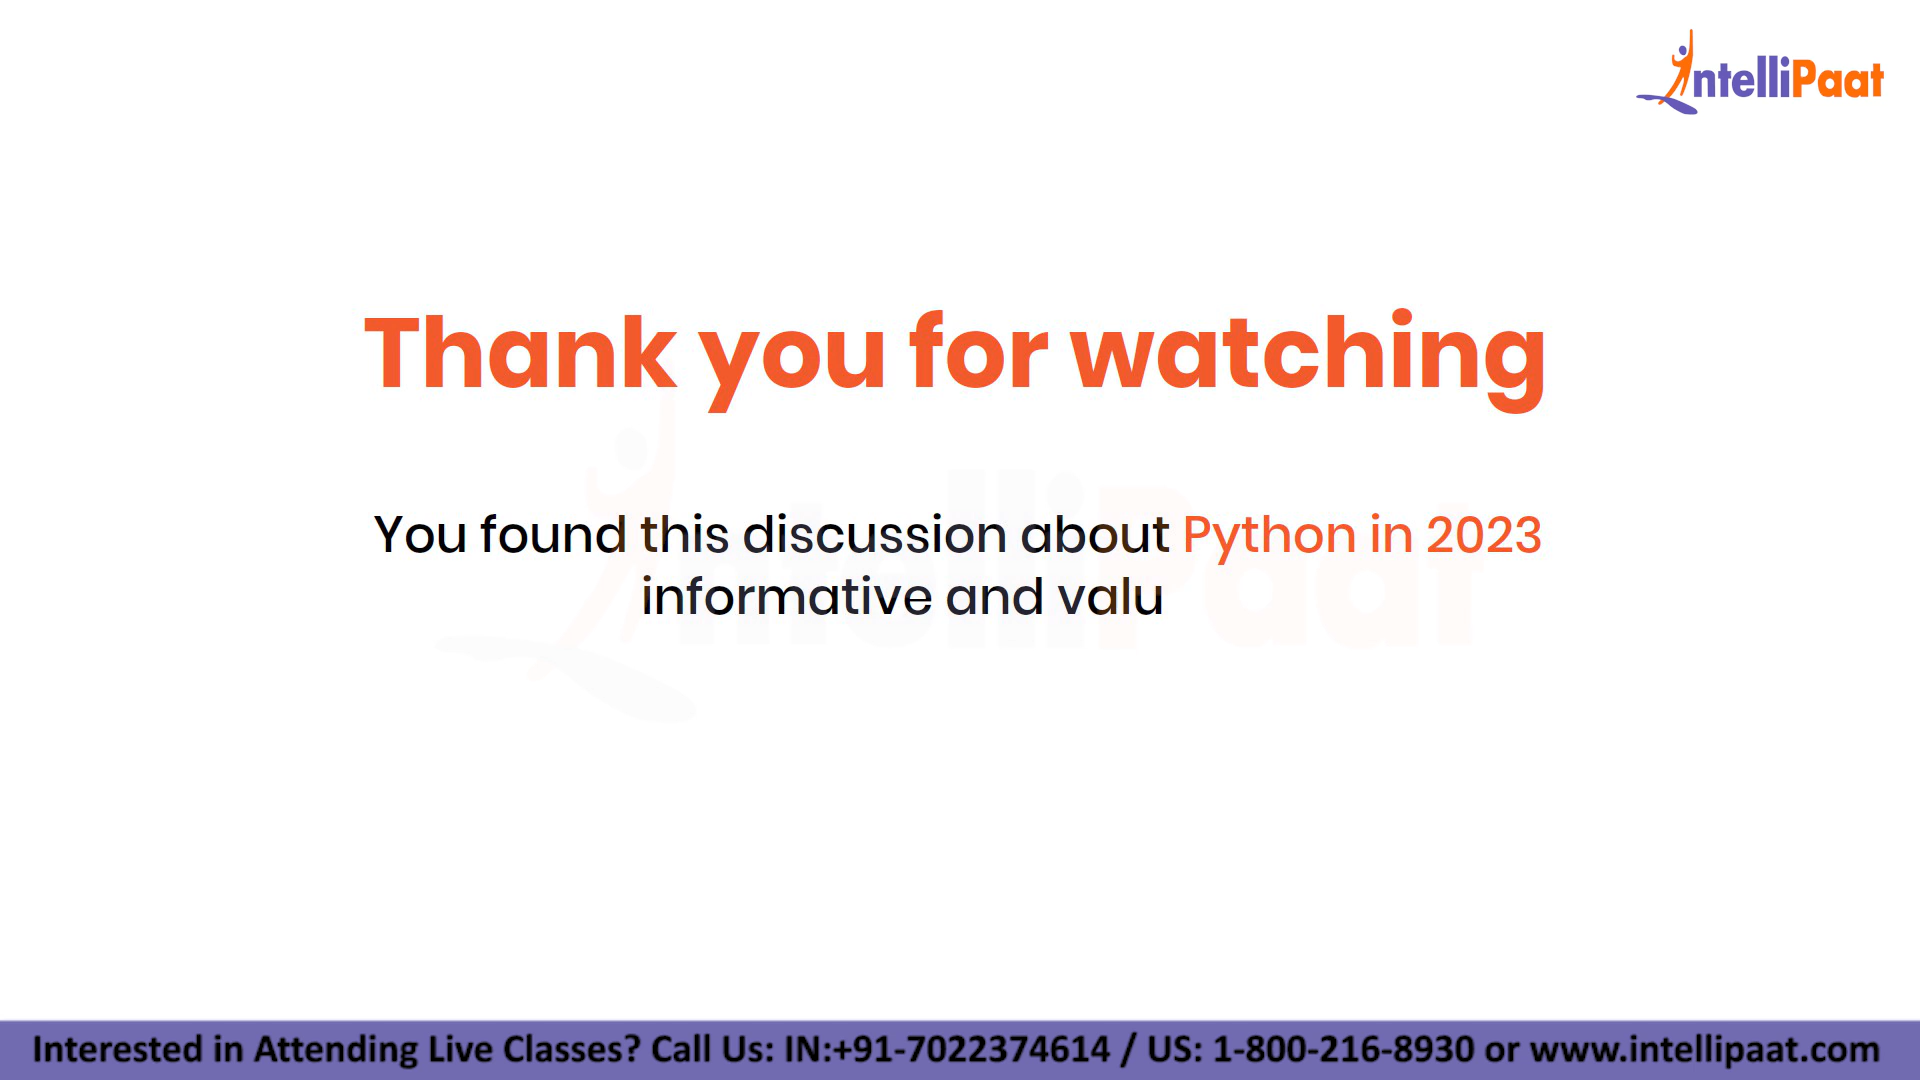 IntelliPaat
Thank you for watching
You found this discussion about Python in 2023
informative and valu
Interested in Attending Live Classes? Call Us: IN:+91-7022374614 / US: 1-800-216-8930 or www.intellipaat.com